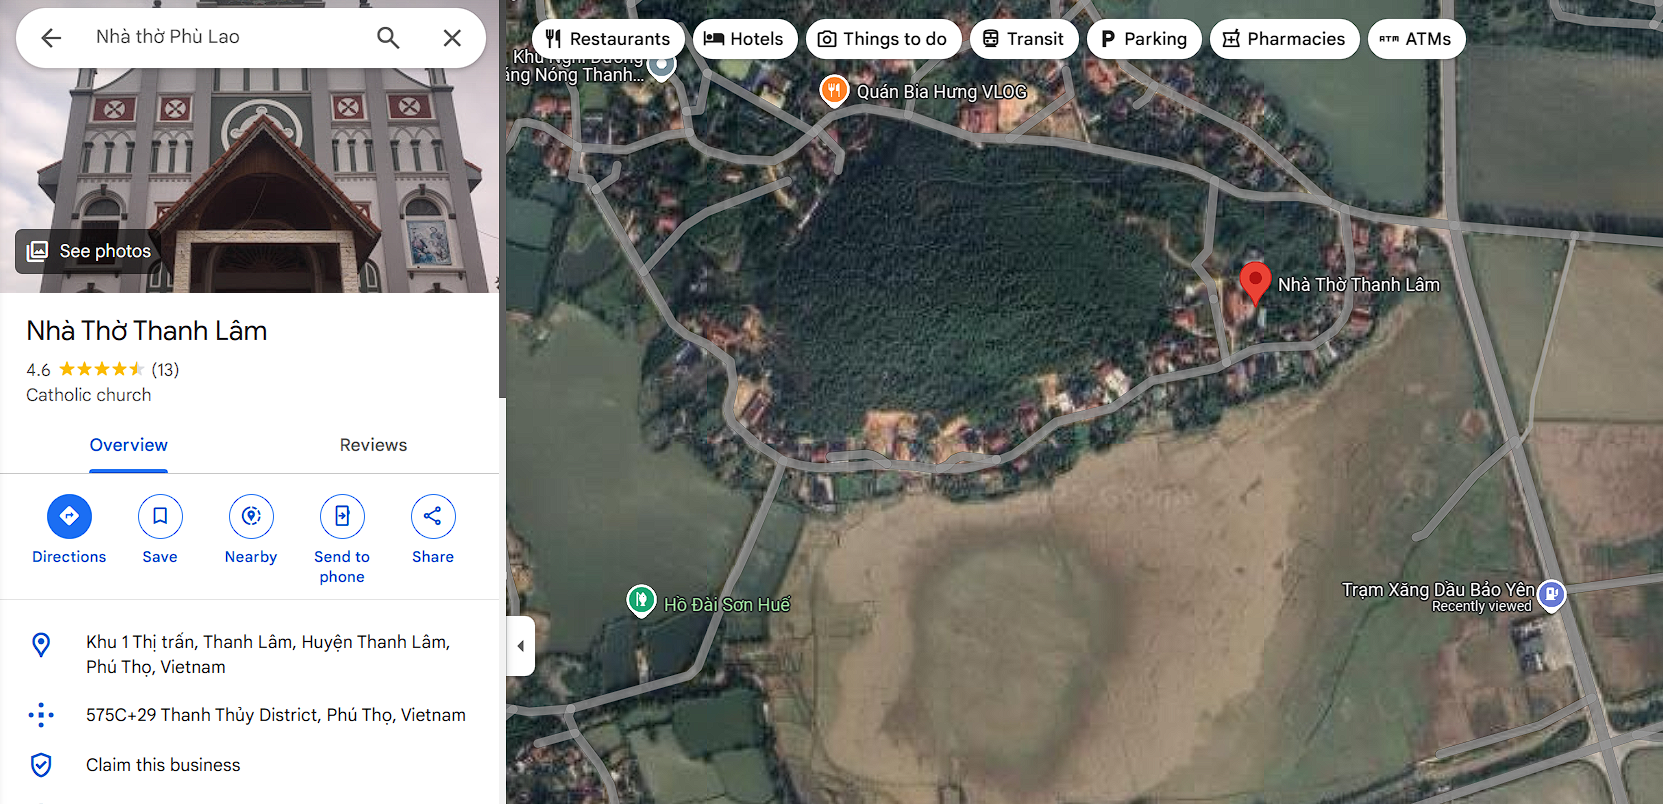 Nhà thờ Phù Lao
See photos
Nhà Thờ Thanh Lâm
4.6
(13)
Catholic church
Overview
Reviews
Directions
Save
Nearby
Send to
phone
Share
Khu 1 Thị trấn, Thanh Lâm, Huyện Thanh Lâm,
Phú Thọ, Vietnam
575C+29 Thanh Thủy District, Phú Thọ, Vietnam
Claim this business
Restaurants
Hotels
Things to do
Transit
Parking
Pharmacies
ATM ATMs
Khu Nghỉ Dưỡng
Nóng Thanh...
Quán Bia Hưng VLOG
Nhà Thờ Thanh Lâm
Hồ Đài Sơn Huế
Trạm Xăng Dầu Bảo Yên
Recently viewed